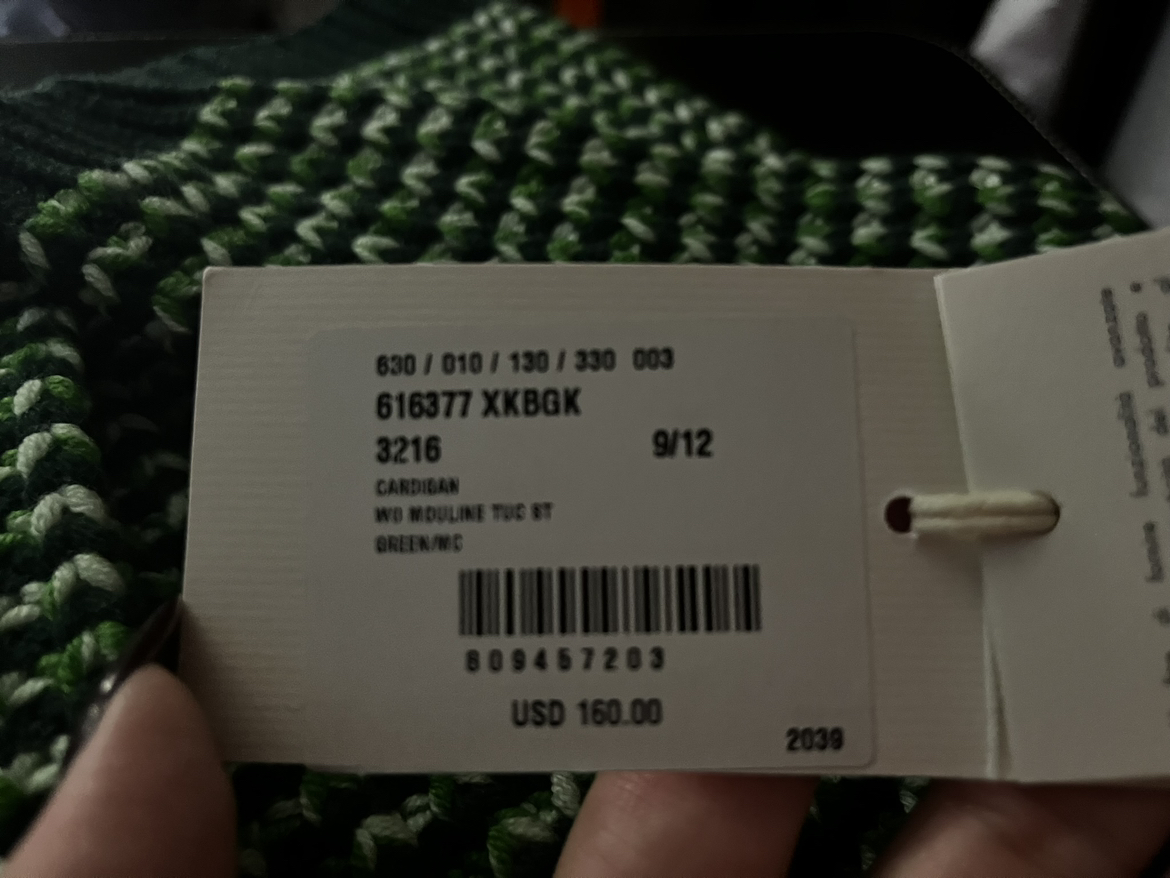 630 / 010 / 130 / 330 003
616377 XKBGK
3216 9/12
CARDIGAN
WO MOULINE TUC ST
GREEN/MC
809457203
USD 160.00
2039